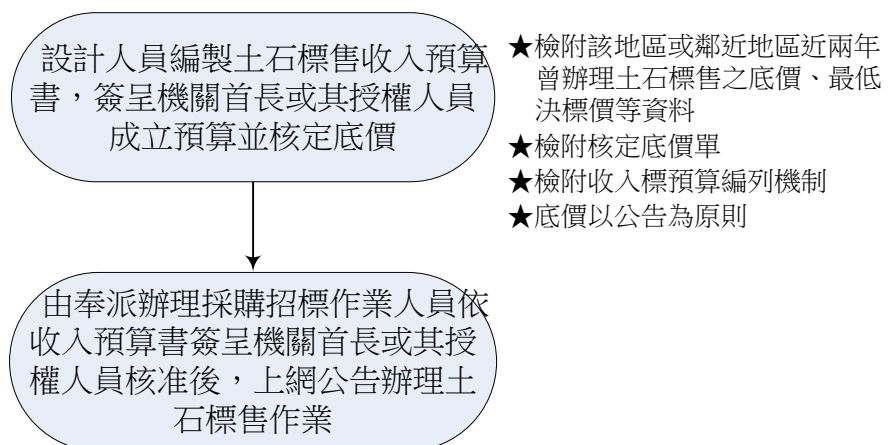 設計人員編製土石標售收入預算
書，簽呈機關首長或其授權人員
成立預算並核定底價
★檢附該地區或鄰近地區近兩年
曾辦理土石標售之底價、最低
決標價等資料
★檢附核定底價單
★檢附收入標預算編列機制
★底價以公告為原則
由奉派辦理採購招標作業人員依
收入預算書簽呈機關首長或其授
權人員核准後，上網公告辦理土
石標售作業